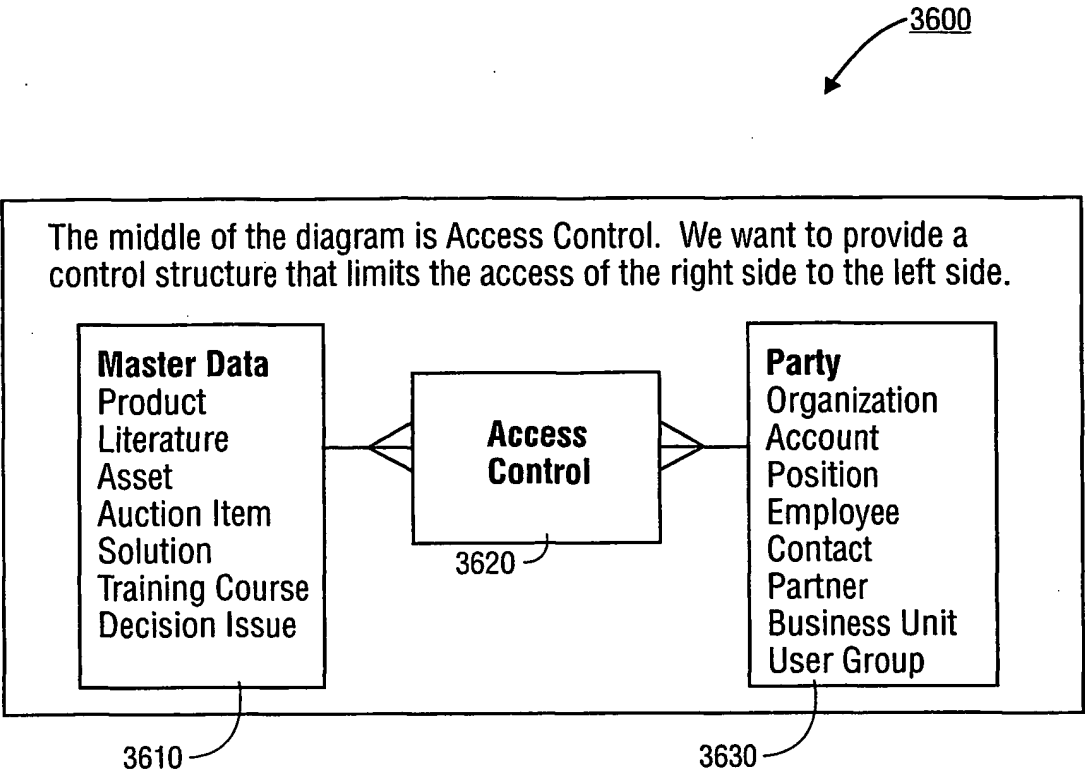 3600
The middle of the diagram is Access Control. We want to provide a
control structure that limits the access of the right side to the left side.
Master Data
Product
Literature
Asset
Auction Item
Solution
Training Course
Decision Issue
Access
Control
3620
Party
Organization
Account
Position
Employee
Contact
Partner
Business Unit
User Group
3610
3630